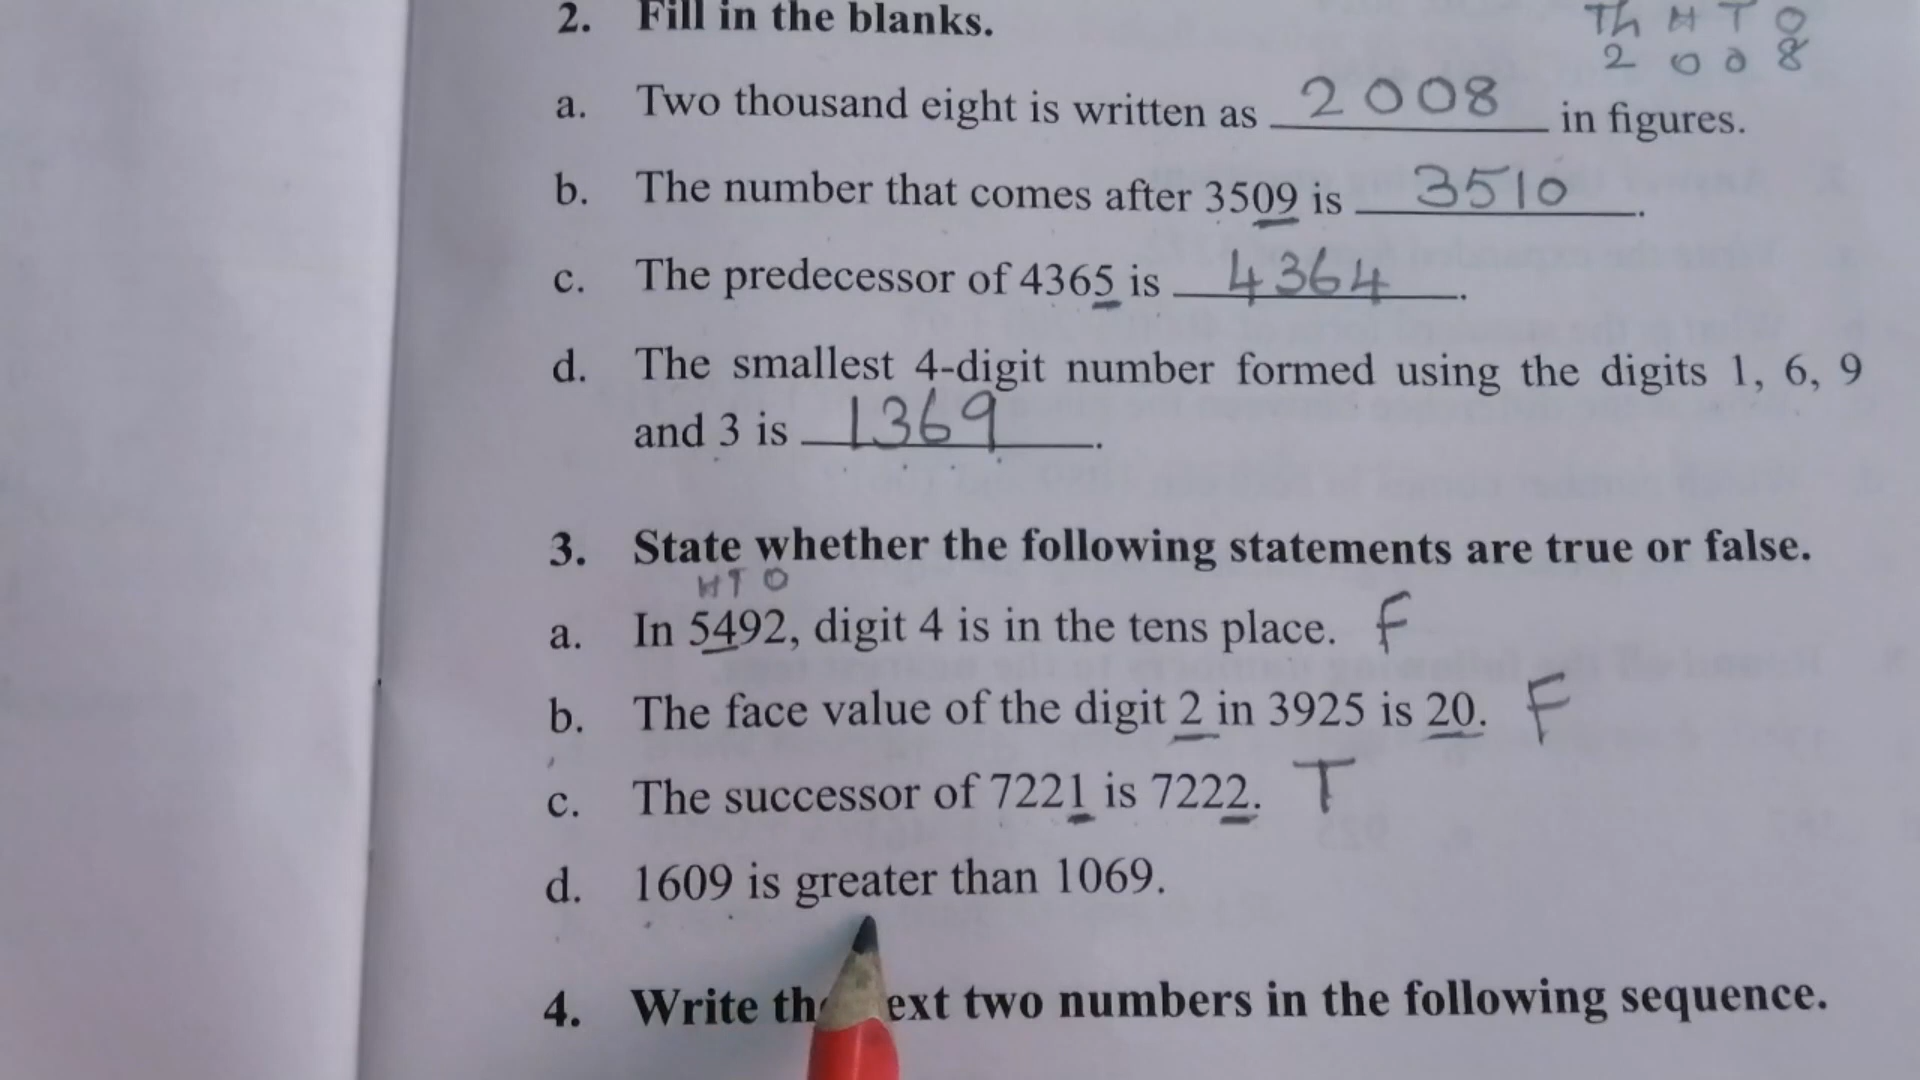 2. Fill in the blanks.
Th H T O
2 0 0 8
a. Two thousand eight is written as 2008 in figures.
b. The number that comes after 3509 is 3510.
c. The predecessor of 4365 is 4364.
d. The smallest 4-digit number formed using the digits 1, 6, 9
and 3 is 1369.
3. State whether the following statements are true or false.
H T O
a. In 5492, digit 4 is in the tens place. F
b. The face value of the digit 2 in 3925 is 20. F
c. The successor of 7221 is 7222. T
d. 1609 is greater than 1069.
4. Write two numbers in the following sequence.